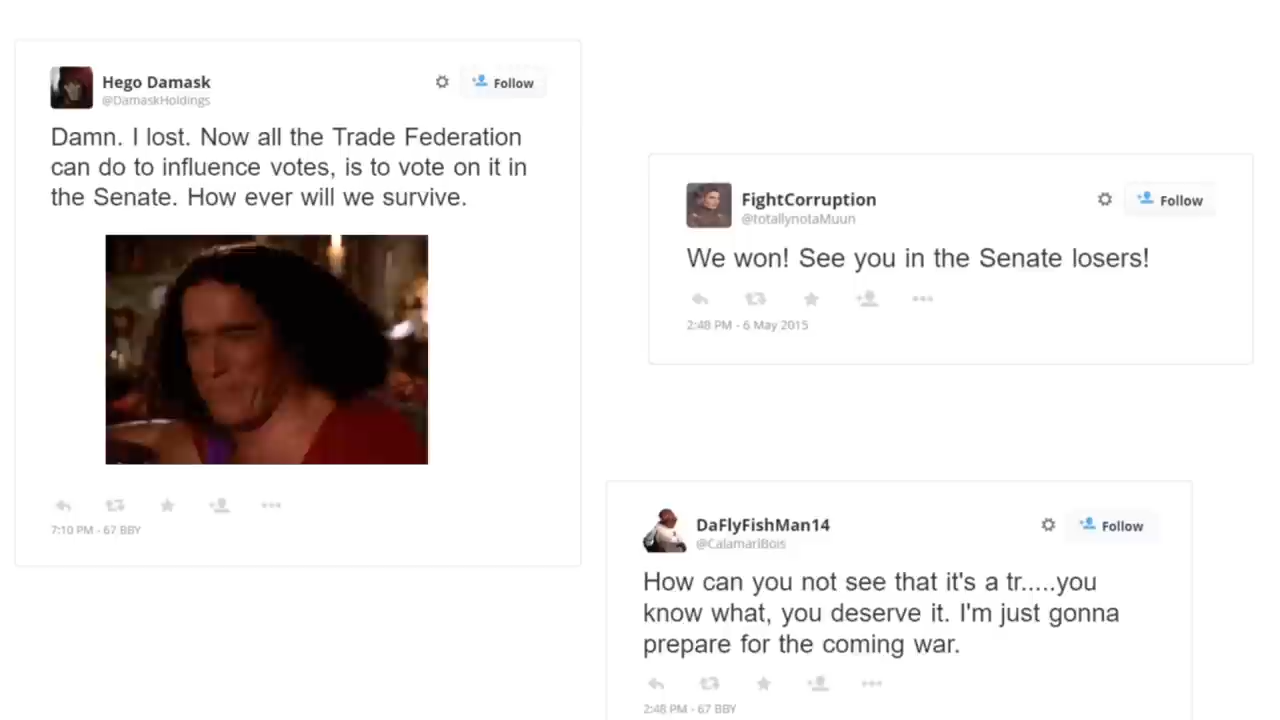 Hego Damask
@DamaskHoldings
Follow
Damn. I lost. Now all the Trade Federation
can do to influence votes, is to vote on it in
the Senate. How ever will we survive.
7:10 PM - 67 BBY
FightCorruption
@totallynotaMuun
Follow
We won! See you in the Senate losers!
2:48 PM - 6 May 2015
DaFlyFishMan14
@CalamariBois
Follow
How can you not see that it's a tr.....you
know what, you deserve it. I'm just gonna
prepare for the coming war.
2:48 PM - 67 BBY